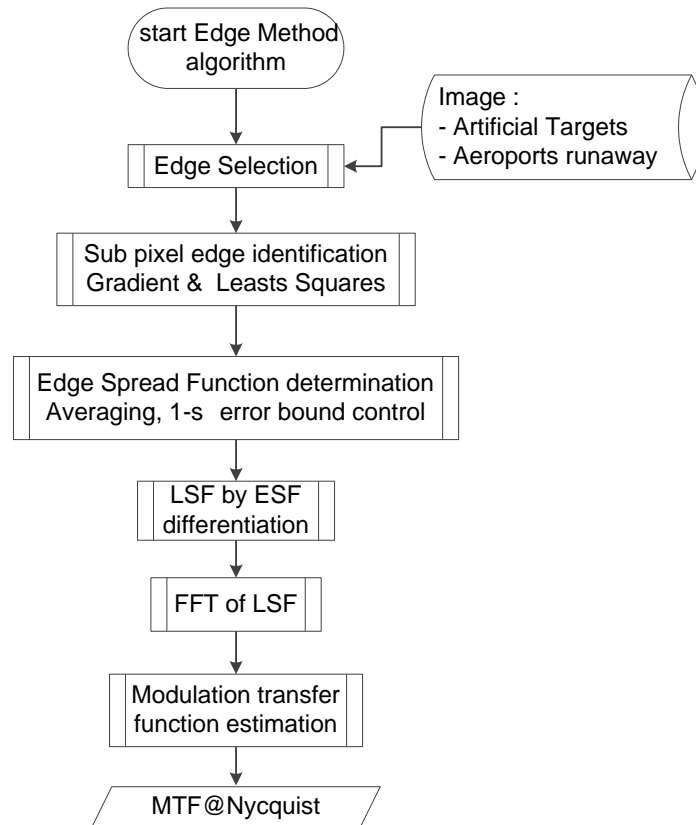 start Edge Method
algorithm
Image :
- Artificial Targets
- Aeroports runaway
Edge Selection
Sub pixel edge identification
Gradient & Leasts Squares
Edge Spread Function determination
Averaging, 1-s error bound control
LSF by ESF
differentiation
FFT of LSF
Modulation transfer
function estimation
MTF@Nycquist